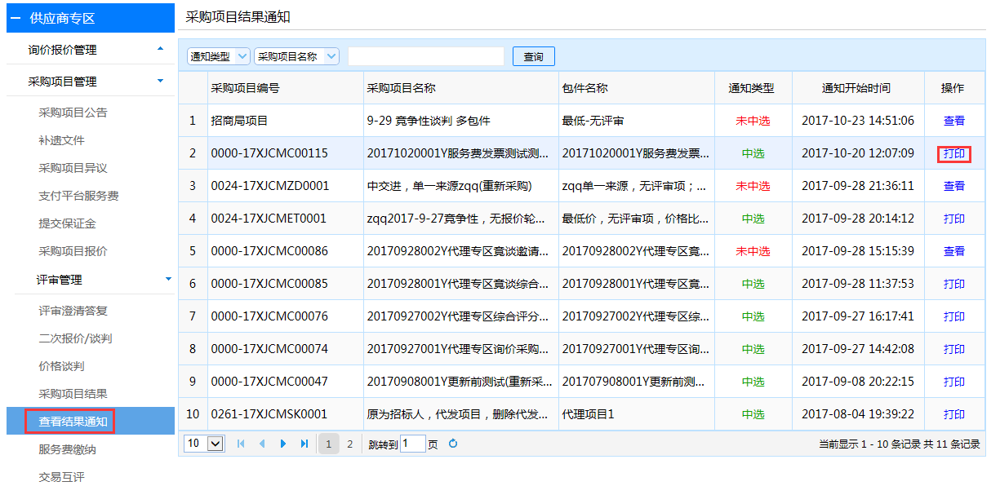 供应商专区
询价报价管理
采购项目管理
采购项目公告
补遗文件
采购项目异议
支付平台服务费
提交保证金
采购项目报价
评审管理
评审澄清答复
二次报价/谈判
价格谈判
采购项目结果
查看结果通知
服务费缴纳
交易互评
采购项目结果通知
通知类型 采购项目名称 查询
采购项目编号 采购项目名称 包件名称 通知类型 通知开始时间 操作
1 招商局项目 9-29 竞争性谈判 多包件 最低-无评审 未中选 2017-10-23 14:51:06 查看
2 0000-17XJCMC00115 20171020001Y服务费发票测试测... 20171020001Y服务费发票... 中选 2017-10-20 12:07:09 打印
3 0024-17XJCMZD0001 中交进，单一来源zqq(重新采购) zqq单一来源，无评审项；... 未中选 2017-09-28 21:36:11 查看
4 0024-17XJCMET0001 zqq2017-9-27竞争性，无报价轮... 最低价，无评审项，价格比... 中选 2017-09-28 20:14:12 打印
5 0000-17XJCMC00086 20170928002Y代理专区竟谈邀请... 20170928002Y代理专区竟... 未中选 2017-09-28 15:15:39 查看
6 0000-17XJCMC00085 20170928001Y代理专区竟谈综合... 20170928001Y代理专区竟... 中选 2017-09-28 11:37:53 打印
7 0000-17XJCMC00076 20170927002Y代理专区综合评分... 20170927002Y代理专区综... 中选 2017-09-27 16:17:41 打印
8 0000-17XJCMC00074 20170927001Y代理专区询价采购... 20170927001Y代理专区询... 中选 2017-09-27 14:42:08 打印
9 0000-17XJCMC00047 20170908001Y更新前测试(重新采... 201707908001Y更新前测... 中选 2017-09-08 20:22:15 打印
10 0261-17XJCMSK0001 原为招标人，代发项目，删除代发... 代理项目1 中选 2017-08-04 19:39:22 打印
10 1 2 跳转到 1 页 当前显示 1 - 10 条记录 共 11 条记录